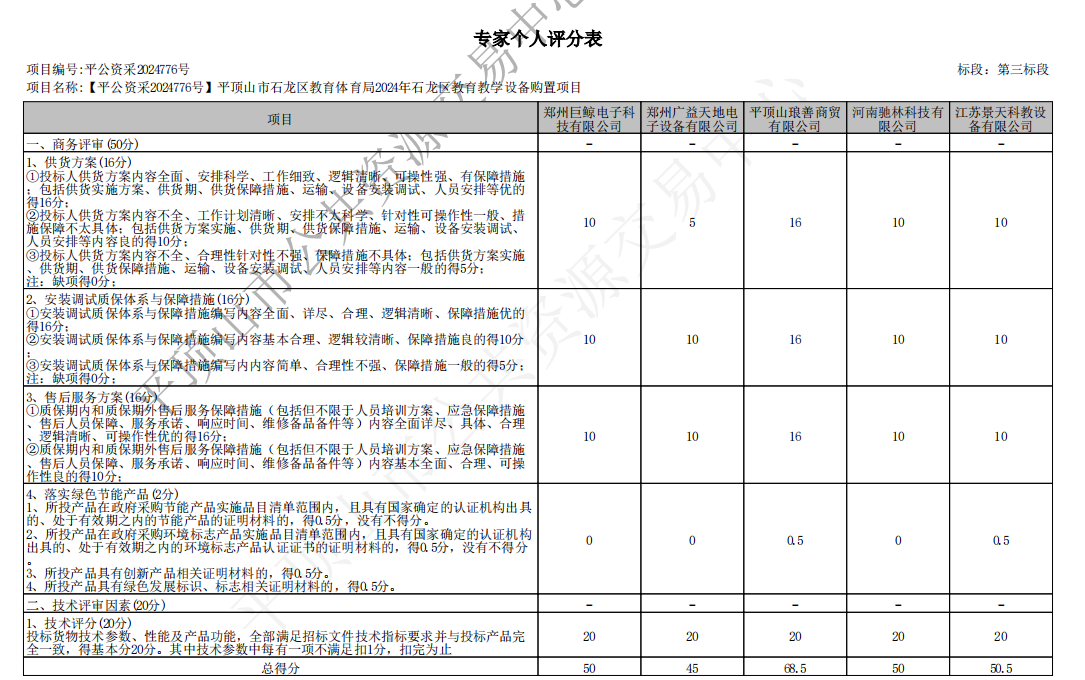 专家个人评分表
项目编号:平公资采2024776号
标段：第三标段
项目名称:【平公资采2024776号】平顶山市石龙区教育体育局2024年石龙区教育教学设备购置项目
项目
郑州巨鲸电子科
技有限公司
郑州广益天地电
子设备有限公司
平顶山琅善商贸
有限公司
河南驰林科技有
限公司
江苏景天科教设
备有限公司
一、商务评审(50分)
－ － － － －
1、供货方案(16分)
①投标人供货方案内容全面、安排科学、工作细致、逻辑清晰、可操作性强、有保障措施
；包括供货实施方案、供货期、供货保障措施、运输、设备安装调试、人员安排等优的
得16分；
②投标人供货方案内容不全、工作计划清晰、安排不太科学、针对性可操作性一般、措
施保障不太具体；包括供货方案实施、供货期、供货保障措施、运输、设备安装调试、
人员安排等内容良的得10分；
③投标人供货方案内容不全、合理性针对性不强、保障措施不具体；包括供货方案实施
、供货期、供货保障措施、运输、设备安装调试、人员安排等内容一般的得5分；
注：缺项得0分；
10 5 16 10 10
2、安装调试质保体系与保障措施(16分)
①安装调试质保体系与保障措施编写内容全面、详尽、合理、逻辑清晰、保障措施优的
得16分；
②安装调试质保体系与保障措施编写内容基本合理、逻辑较清晰、保障措施良的得10分
；
③安装调试质保体系与保障措施编写内内容简单、合理性不强、保障措施一般的得5分；
注：缺项得0分；
10 10 16 10 10
3、售后服务方案(16分)
①质保期内和质保期外售后服务保障措施（包括但不限于人员培训方案、应急保障措施
、售后人员保障、服务承诺、响应时间、维修备品备件等）内容全面详尽、具体、合理
、逻辑清晰、可操作性优的得16分；
②质保期内和质保期外售后服务保障措施（包括但不限于人员培训方案、应急保障措施
、售后人员保障、服务承诺、响应时间、维修备品备件等）内容基本全面、合理、可操
作性良的得10分；
10 10 16 10 10
4、落实绿色节能产品(2分)
1、所投产品在政府采购节能产品实施品目清单范围内，且具有国家确定的认证机构出具
的、处于有效期之内的节能产品的证明材料的，得0.5分，没有不得分。
2、所投产品在政府采购环境标志产品实施品目清单范围内，且具有国家确定的认证机构
出具的、处于有效期之内的环境标志产品认证证书的证明材料的，得0.5分，没有不得分
。
3、所投产品具有创新产品相关证明材料的，得0.5分。
4、所投产品具有绿色发展标识、标志相关证明材料的，得0.5分。
0 0 0.5 0 0.5
二、技术评审因素(20分)
－ － － － －
1、技术评分(20分)
投标货物技术参数、性能及产品功能，全部满足招标文件技术指标要求并与投标产品完
全一致，得基本分20分。其中技术参数中每有一项不满足扣1分，扣完为止
20 20 20 20 20
总得分
50 45 68.5 50 50.5
平顶山市公共资源交易中心
平顶山市公共资源交易中心